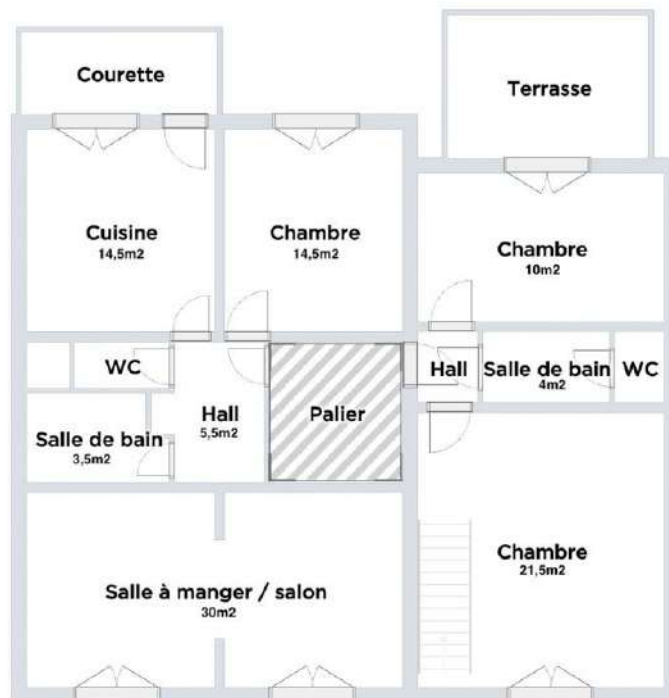 Courette
Terrasse
Cuisine
14,5m2
Chambre
14,5m2
Chambre
10m2
WC
Hall
5,5m2
Palier
Hall
Salle de bain
4m2
WC
Salle de bain
3,5m2
Salle à manger / salon
30m2
Chambre
21,5m2